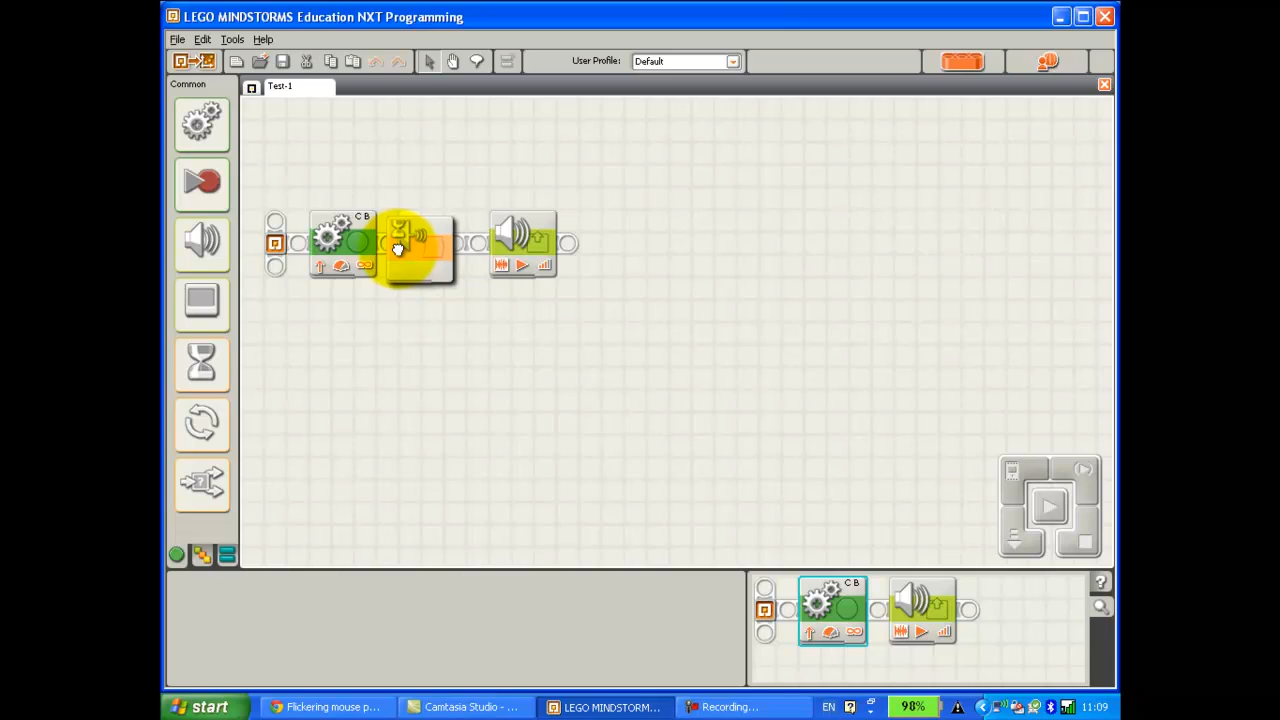 LEGO MINDSTORMS Education NXT Programming
File Edit Tools Help
User Profile: Default
Common
Test-1
C B
?
C B
?
start
Flickering mouse p...
Camtasia Studio - ...
LEGO MINDSTORM...
Recording...
EN
?
98%
11:09